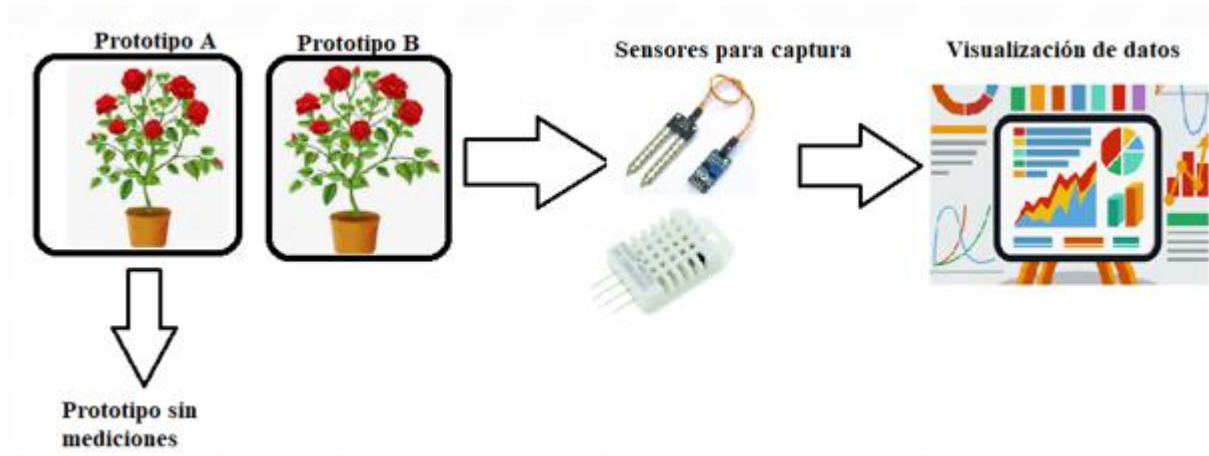 Prototipo A
Prototipo B
Sensores para captura
Visualización de datos
Prototipo sin
mediciones